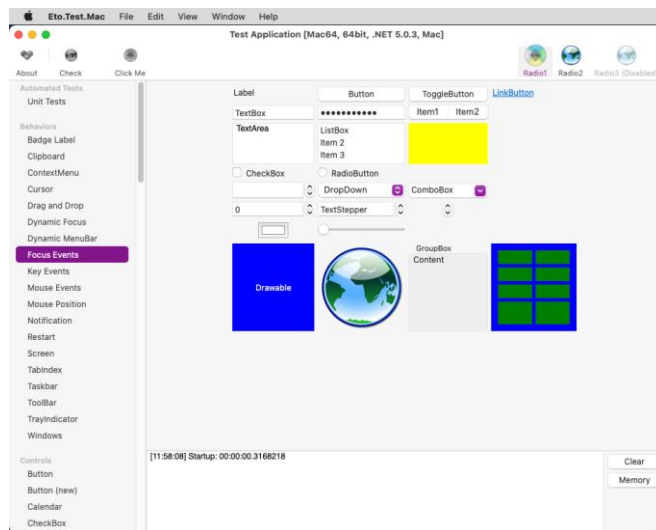 Eto.Test.Mac File Edit View Window Help
Test Application [Mac64, 64bit, .NET 5.0.3, Mac]
About Check Click Me Radio1 Radio2 Radio3 (Disabled)
Automated Tests
Unit Tests
Behaviors
Badge Label
Clipboard
ContextMenu
Cursor
Drag and Drop
Dynamic Focus
Dynamic MenuBar
Focus Events
Key Events
Mouse Events
Mouse Position
Notification
Restart
Screen
TabIndex
Taskbar
ToolBar
TrayIndicator
Windows
Controls
Button
Button (new)
Calendar
CheckBox
Label Button ToggleButton LinkButton
TextBox ●●●●●●●●●●● Item1 Item2
TextArea
ListBox
Item 2
Item 3
CheckBox RadioButton
DropDown ComboBox
0 TextStepper
GroupBox
Content
Drawable
[11:58:08] Startup: 00:00:00.3168218
Clear
Memory